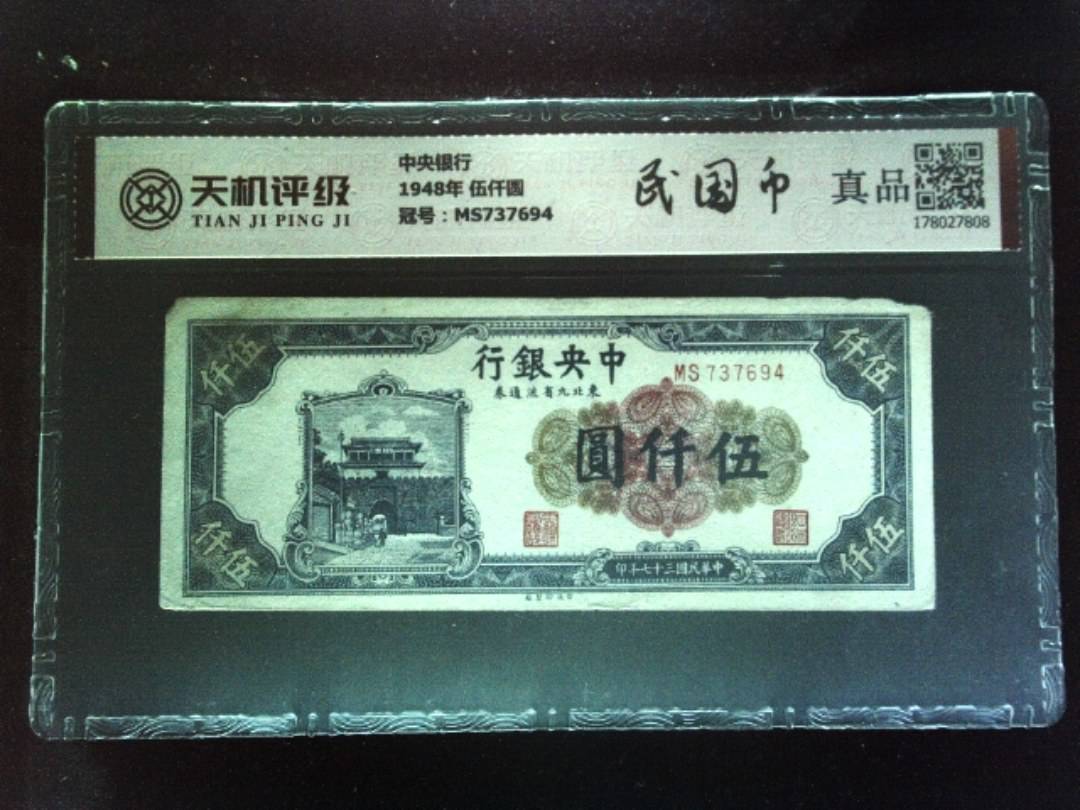 天机评级
TIAN JI PING JI
中央银行
1948年 伍仟圆
冠号：MS737694
民国币
真品
178027808
伍仟
伍仟
中央銀行
MS 737694
東北九省流通券
伍仟圓
伍仟
伍仟
中華民國三十七年印